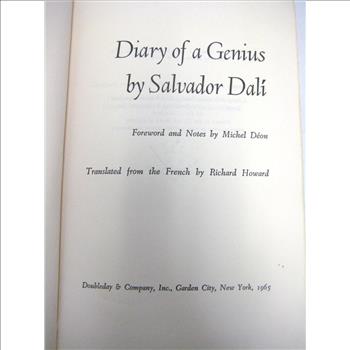 Diary of a Genius
by Salvador Dalí
Foreword and Notes by Michel Déon
Translated from the French by Richard Howard
Doubleday & Company, Inc., Garden City, New York, 1965